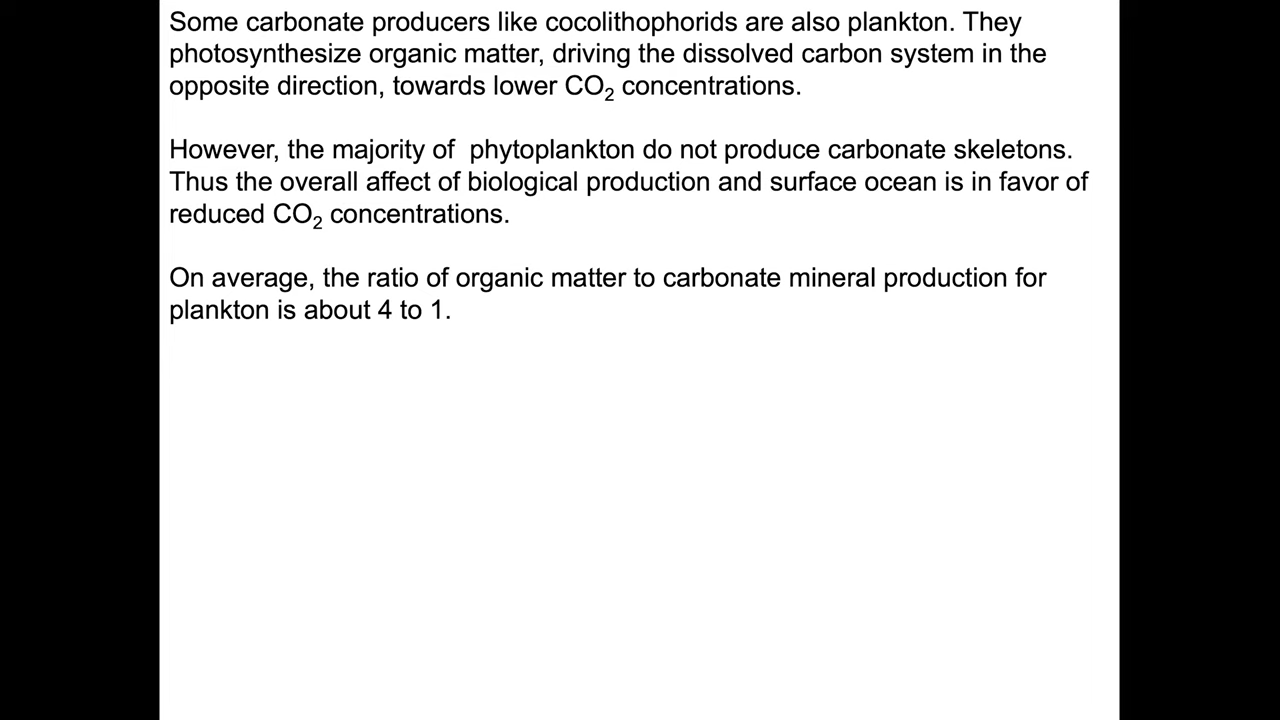 Some carbonate producers like cocolithophorids are also plankton. They
photosynthesize organic matter, driving the dissolved carbon system in the
opposite direction, towards lower CO₂ concentrations.
However, the majority of  phytoplankton do not produce carbonate skeletons.
Thus the overall affect of biological production and surface ocean is in favor of
reduced CO₂ concentrations.
On average, the ratio of organic matter to carbonate mineral production for
plankton is about 4 to 1.